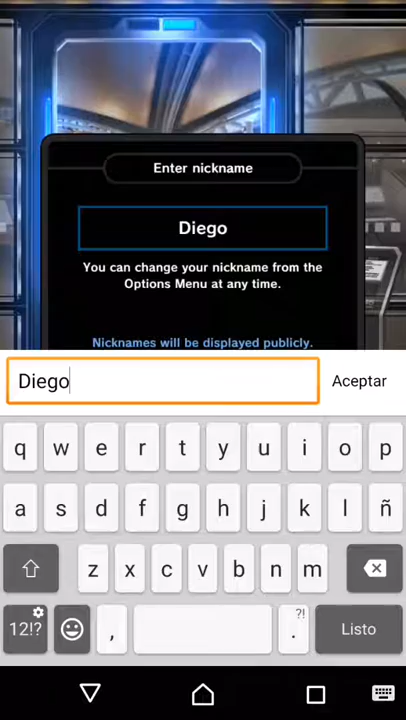 Enter nickname
Diego
You can change your nickname from the
Options Menu at any time.
Nicknames will be displayed publicly.
Diego
Aceptar
q w e r t y u i o p
a s d f g h j k l ñ
z x c v b n m
?!
12!? , . Listo